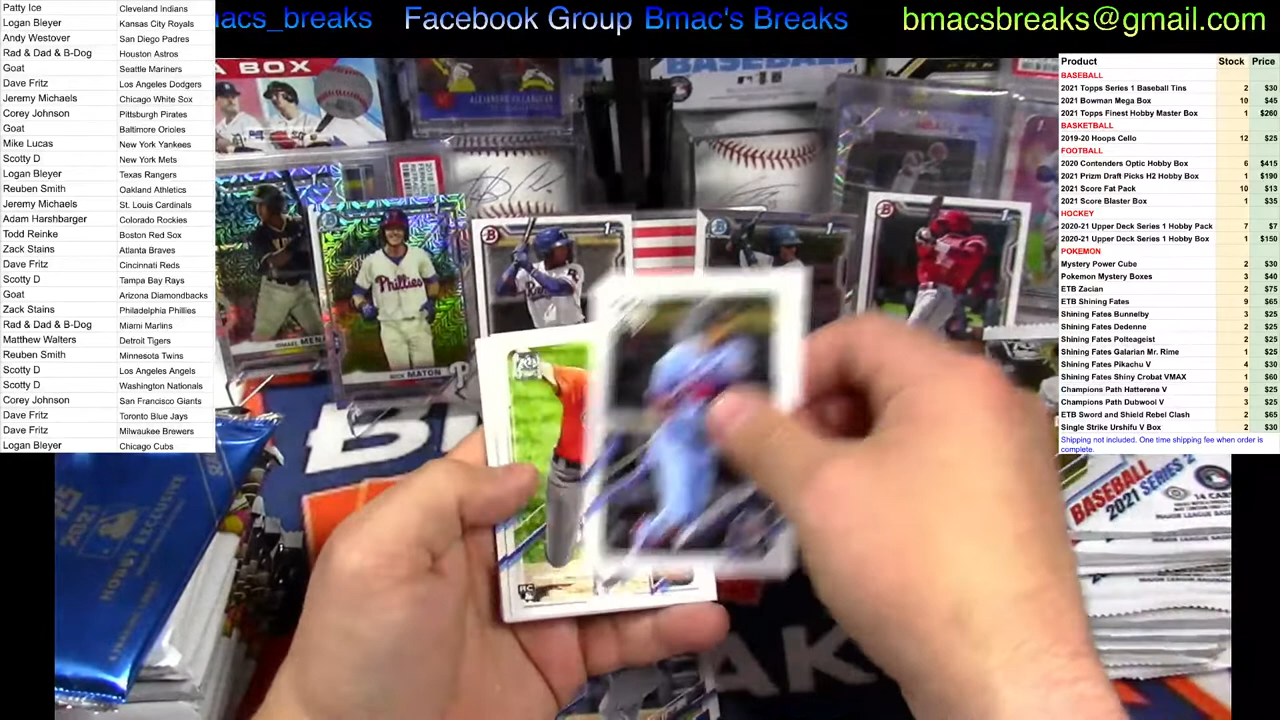 acs_breaks Facebook Group Bmac's Breaks bmacsbreaks@gmail.com
Patty Ice Cleveland Indians
Logan Bleyer Kansas City Royals
Andy Westover San Diego Padres
Rad & Dad & B-Dog Houston Astros
Goat Seattle Mariners
Dave Fritz Los Angeles Dodgers
Jeremy Michaels Chicago White Sox
Corey Johnson Pittsburgh Pirates
Goat Baltimore Orioles
Mike Lucas New York Yankees
Scotty D New York Mets
Logan Bleyer Texas Rangers
Reuben Smith Oakland Athletics
Jeremy Michaels St. Louis Cardinals
Adam Harshbarger Colorado Rockies
Todd Reinke Boston Red Sox
Zack Stains Atlanta Braves
Dave Fritz Cincinnati Reds
Scotty D Tampa Bay Rays
Goat Arizona Diamondbacks
Zack Stains Philadelphia Phillies
Rad & Dad & B-Dog Miami Marlins
Matthew Walters Detroit Tigers
Reuben Smith Minnesota Twins
Scotty D Los Angeles Angels
Scotty D Washington Nationals
Corey Johnson San Francisco Giants
Dave Fritz Toronto Blue Jays
Dave Fritz Milwaukee Brewers
Logan Bleyer Chicago Cubs
Product Stock Price
BASEBALL
2021 Topps Series 1 Baseball Tins 2 $30
2021 Bowman Mega Box 10 $45
2021 Topps Finest Hobby Master Box 1 $260
BASKETBALL
2019-20 Hoops Cello 12 $25
FOOTBALL
2020 Contenders Optic Hobby Box 6 $415
2021 Prizm Draft Picks H2 Hobby Box 1 $190
2021 Score Fat Pack 10 $13
2021 Score Blaster Box 1 $35
HOCKEY
2020-21 Upper Deck Series 1 Hobby Pack 7 $7
2020-21 Upper Deck Series 1 Hobby Box 1 $150
POKEMON
Mystery Power Cube 2 $30
Pokemon Mystery Boxes 3 $40
ETB Zacian 2 $75
ETB Shining Fates 9 $65
Shining Fates Bunnelby 3 $25
Shining Fates Dedenne 2 $25
Shining Fates Polteageist 2 $25
Shining Fates Galarian Mr. Rime 1 $25
Shining Fates Pikachu V 4 $30
Shining Fates Shiny Crobat VMAX $60
Champions Path Hatterene V 9 $25
Champions Path Dubwool V 3 $25
ETB Sword and Shield Rebel Clash 2 $65
Single Strike Urshifu V Box 2 $30
Shipping not included. One time shipping fee when order is
complete.
A BOX
Phillies
NICK MATON
RC
BASEBALL
2021 SERIES 2
HOBBY EXCLUSIVE